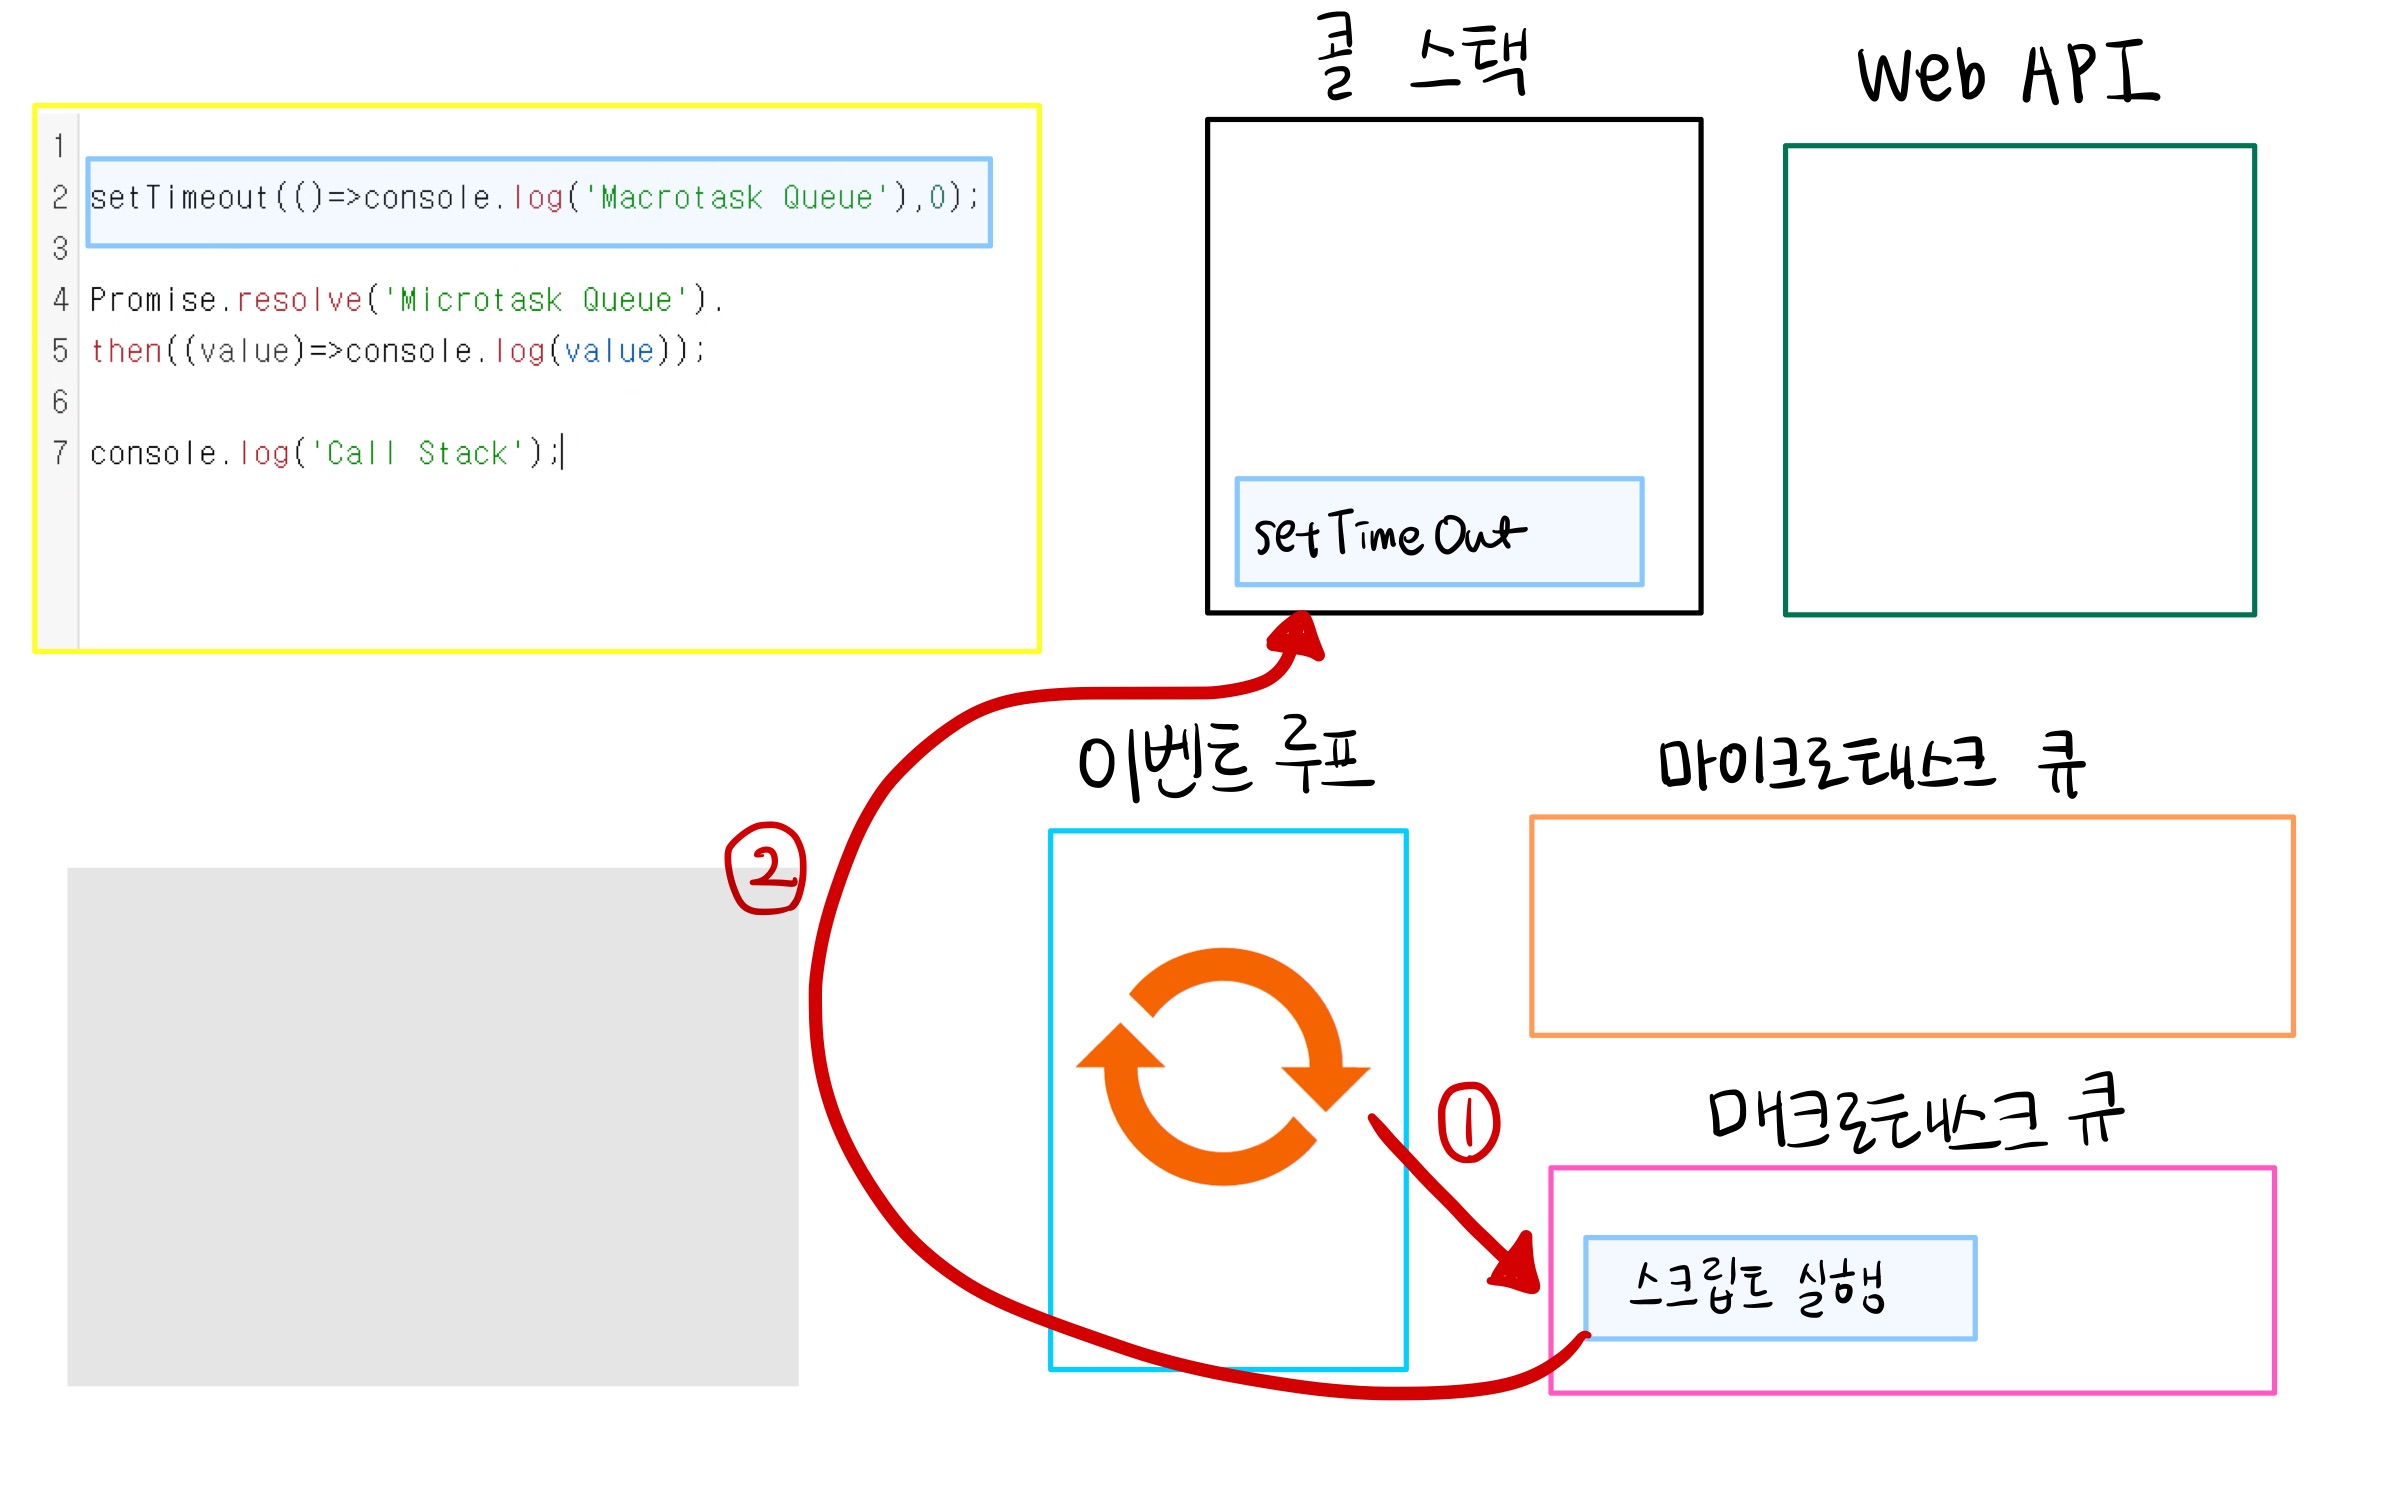 콜 스택
Web API
1
2 setTimeout(()=>console.log('Macrotask Queue'),0);
3
4 Promise.resolve('Microtask Queue').
5 then((value)=>console.log(value));
6
7 console.log('Call Stack');
setTimeOut
이벤트 루프
마이크로태스크 큐
②
①
매크로태스크 큐
스크립트 실행